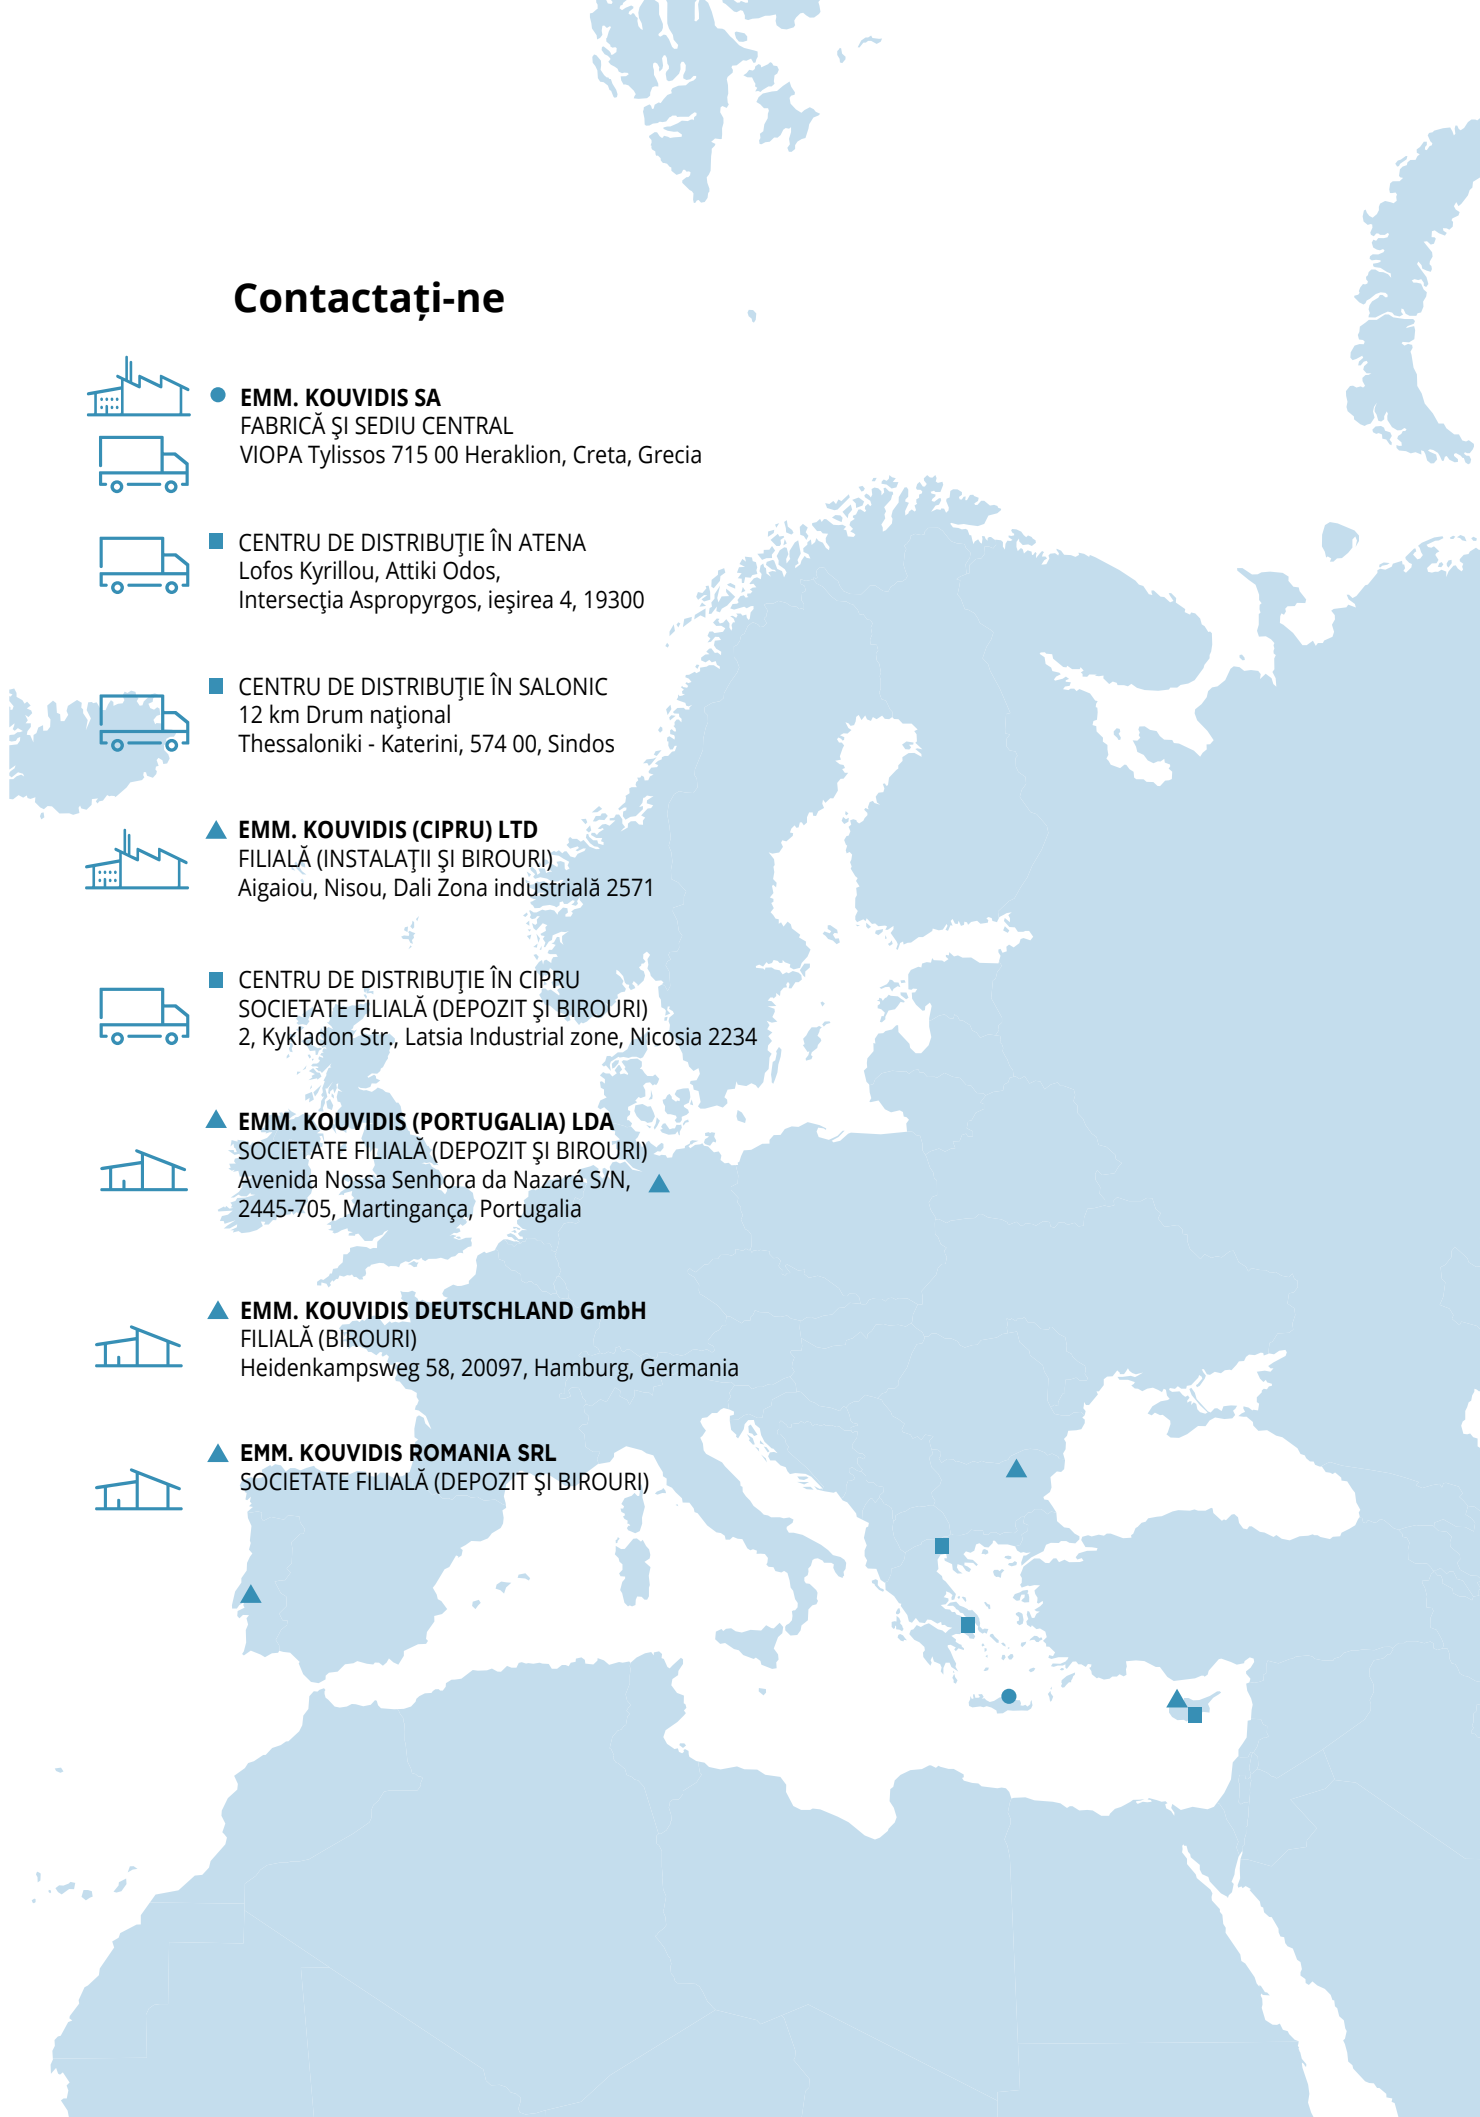 Contactați-ne
EMM. KOUVIDIS SA
FABRICĂ ŞI SEDIU CENTRAL
VIOPA Tylissos 715 00 Heraklion, Creta, Grecia
CENTRU DE DISTRIBUŢIE ÎN ATENA
Lofos Kyrillou, Attiki Odos,
Intersecţia Aspropyrgos, ieşirea 4, 19300
CENTRU DE DISTRIBUŢIE ÎN SALONIC
12 km Drum naţional
Thessaloniki - Katerini, 574 00, Sindos
EMM. KOUVIDIS (CIPRU) LTD
FILIALĂ (INSTALAŢII ŞI BIROURI)
Aigaiou, Nisou, Dali Zona industrială 2571
CENTRU DE DISTRIBUŢIE ÎN CIPRU
SOCIETATE FILIALĂ (DEPOZIT ŞI BIROURI)
2, Kykladon Str., Latsia Industrial zone, Nicosia 2234
EMM. KOUVIDIS (PORTUGALIA) LDA
SOCIETATE FILIALĂ (DEPOZIT ŞI BIROURI)
Avenida Nossa Senhora da Nazaré S/N,
2445-705, Martingança, Portugalia
EMM. KOUVIDIS DEUTSCHLAND GmbH
FILIALĂ (BIROURI)
Heidenkampsweg 58, 20097, Hamburg, Germania
EMM. KOUVIDIS ROMANIA SRL
SOCIETATE FILIALĂ (DEPOZIT ŞI BIROURI)